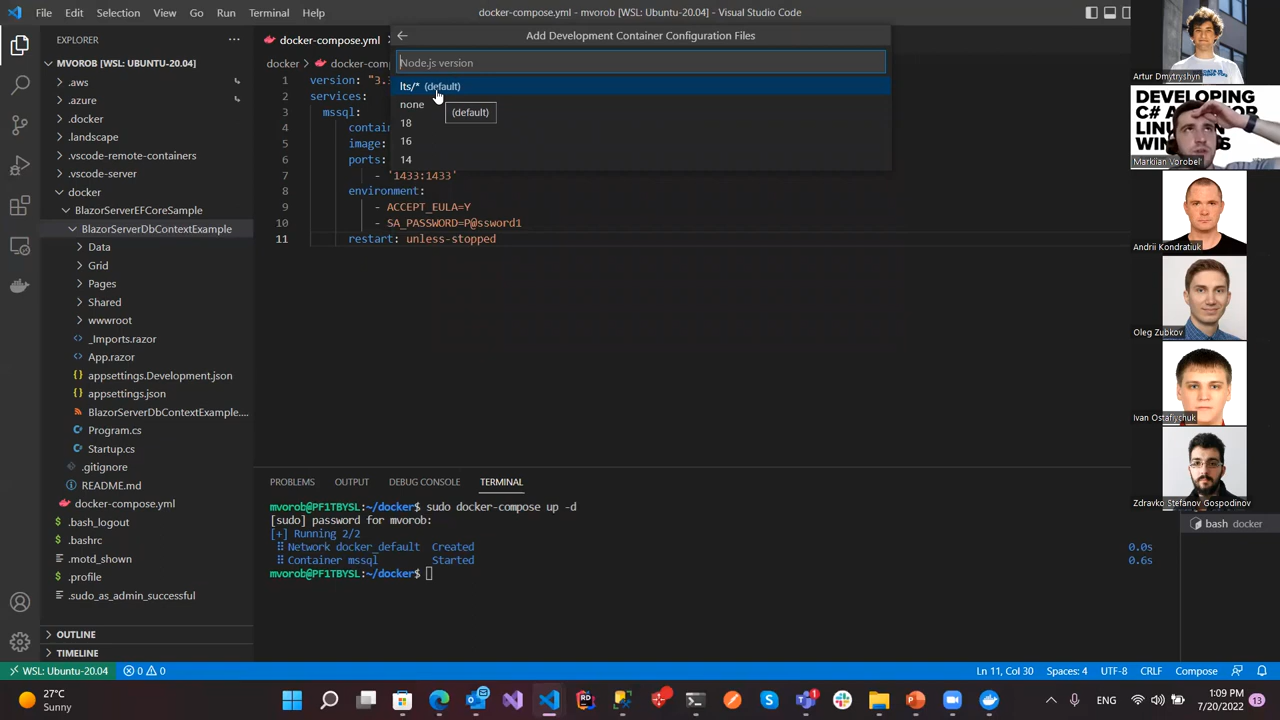 File Edit Selection View Go Run Terminal Help
docker-compose.yml - mvorob [WSL: Ubuntu-20.04] - Visual Studio Code
EXPLORER
MVOROB [WSL: UBUNTU-20.04]
.aws
.azure
.docker
.landscape
.vscode-remote-containers
.vscode-server
docker
BlazorServerEFCoreSample
BlazorServerDbContextExample
Data
Grid
Pages
Shared
wwwroot
_Imports.razor
App.razor
appsettings.Development.json
appsettings.json
BlazorServerDbContextExample....
Program.cs
Startup.cs
.gitignore
README.md
docker-compose.yml
.bash_logout
.bashrc
.motd_shown
.profile
.sudo_as_admin_successful
OUTLINE
TIMELINE
docker-compose.yml
docker
1 version:
2 services:
3 mssql:
4
5 image:
6 ports:
7 - '1433:1433'
8 environment:
9 - ACCEPT_EULA=Y
10 - SA_PASSWORD=P@ssword1
11 restart: unless-stopped
Add Development Container Configuration Files
Node.js version
lts/* (default)
none
(default)
18
16
14
PROBLEMS OUTPUT DEBUG CONSOLE TERMINAL
mvorob@PF1TBYSL:~/docker$ sudo docker-compose up -d
[sudo] password for mvorob:
[+] Running 2/2
Network docker_default Created 0.0s
Container mssql Started 0.6s
mvorob@PF1TBYSL:~/docker$
bash docker
Artur Dmytryshyn
DEVELOPING
C#
LINU
WIN
Markiian Vorobel'
Andrii Kondratiuk
Oleg Zubkov
Ivan Ostafiychuk
Zdravko Stefanov Gospodinov
WSL: Ubuntu-20.04 0 0
Ln 11, Col 30 Spaces: 4 UTF-8 CRLF Compose
27°C
Sunny
1
1:09 PM
7/20/2022
13